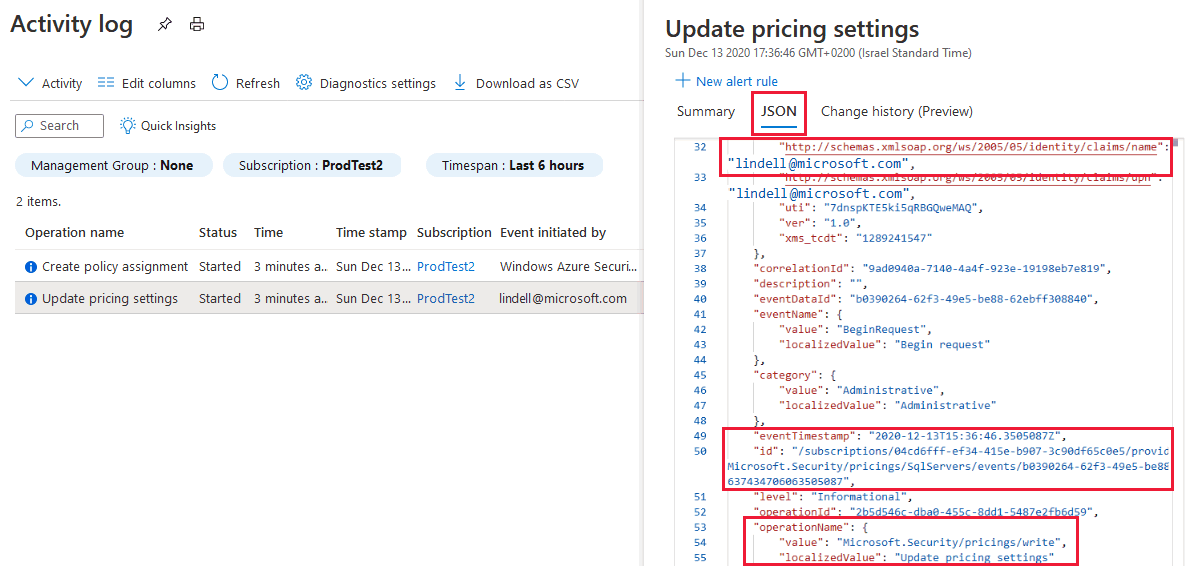 Activity log
Activity Edit columns Refresh Diagnostics settings Download as CSV
Search Quick Insights
Management Group : None Subscription : ProdTest2 Timespan : Last 6 hours
2 items.
Operation name Status Time Time stamp Subscription Event initiated by
Create policy assignment Started 3 minutes a... Sun Dec 13... ProdTest2 Windows Azure Securi...
Update pricing settings Started 3 minutes a... Sun Dec 13... ProdTest2 lindell@microsoft.com
Update pricing settings
Sun Dec 13 2020 17:36:46 GMT+0200 (Israel Standard Time)
New alert rule
Summary JSON Change history (Preview)
32 "http://schemas.xmlsoap.org/ws/2005/05/identity/claims/name":
"lindell@microsoft.com",
33 "http://schemas.xmlsoap.org/ws/2005/05/identity/claims/upn":
"lindell@microsoft.com",
34 "uti": "7dnspKTE5ki5qRBGQweMAQ",
35 "ver": "1.0",
36 "xms_tcdt": "1289241547"
37 },
38 "correlationId": "9ad0940a-7140-4a4f-923e-19198eb7e819",
39 "description": "",
40 "eventDataId": "b0390264-62f3-49e5-be88-62ebff308840",
41 "eventName": {
42 "value": "BeginRequest",
43 "localizedValue": "Begin request"
44 },
45 "category": {
46 "value": "Administrative",
47 "localizedValue": "Administrative"
48 },
49 "eventTimestamp": "2020-12-13T15:36:46.3505087Z",
50 "id": "/subscriptions/04cd6fff-ef34-415e-b907-3c90df65c0e5/provid
Microsoft.Security/pricings/SqlServers/events/b0390264-62f3-49e5-be88
637434706063505087",
51 "level": "Informational",
52 "operationId": "2b5d546c-dba0-455c-8dd1-5487e2fb6d59",
53 "operationName": {
54 "value": "Microsoft.Security/pricings/write",
55 "localizedValue": "Update pricing settings"